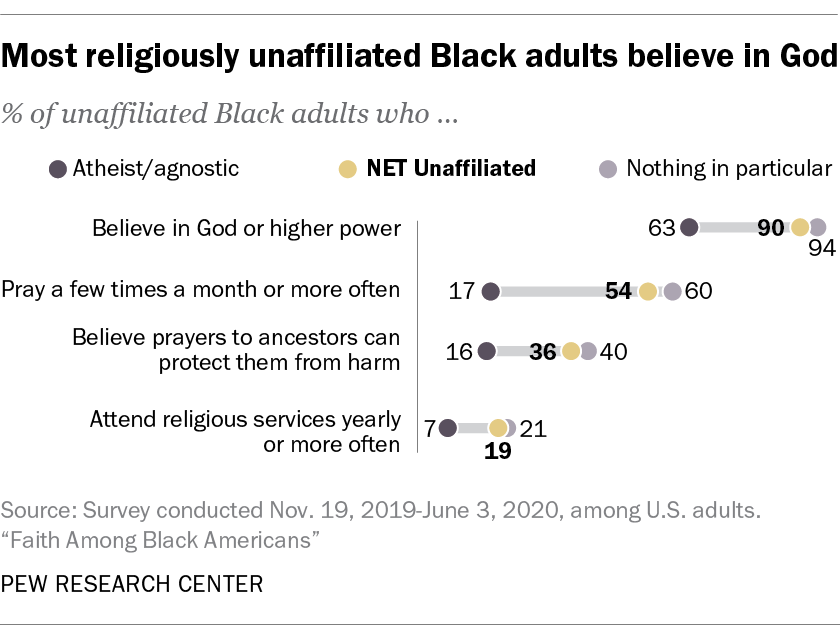 Most religiously unaffiliated Black adults believe in God
% of unaffiliated Black adults who ...
Atheist/agnostic NET Unaffiliated Nothing in particular
Believe in God or higher power 63 90 94
Pray a few times a month or more often 17 54 60
Believe prayers to ancestors can
protect them from harm 16 36 40
Attend religious services yearly
or more often 7 19 21
Source: Survey conducted Nov. 19, 2019-June 3, 2020, among U.S. adults.
“Faith Among Black Americans”
PEW RESEARCH CENTER